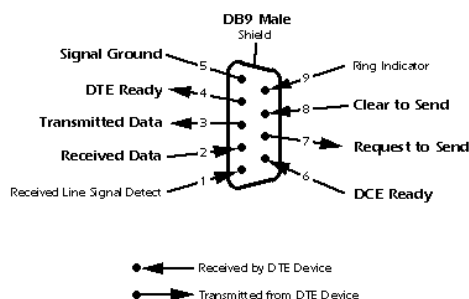 DB9 Male
Shield
Signal Ground
5
DTE Ready
4
Transmitted Data
3
Received Data
2
Received Line Signal Detect
1
9
Ring Indicator
8
Clear to Send
7
Request to Send
6
DCE Ready
Received by DTE Device
Transmitted from DTE Device